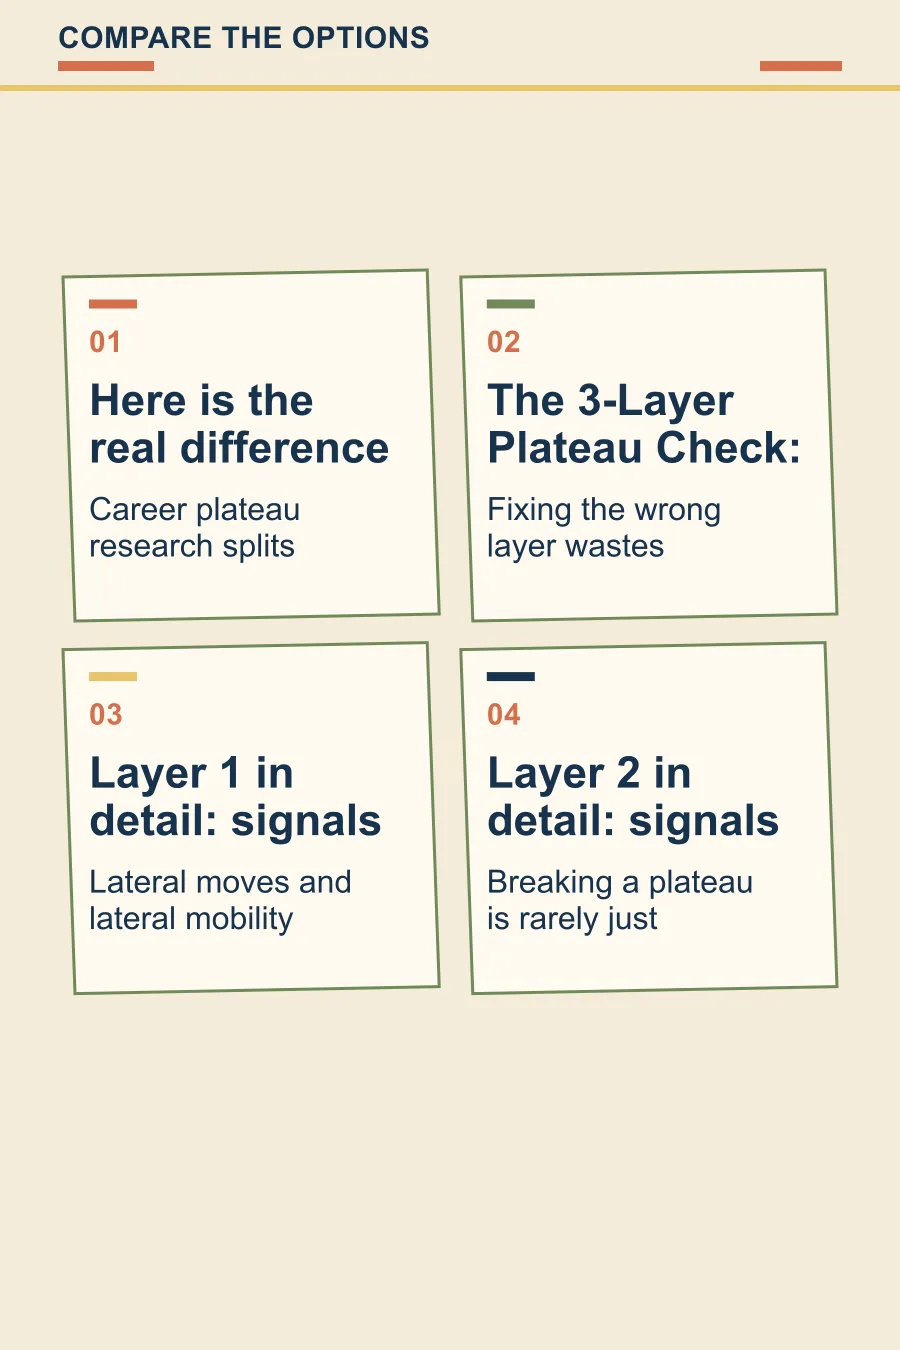 COMPARE THE OPTIONS
01
Here is the
real difference
Career plateau
research splits
02
The 3-Layer
Plateau Check:
Fixing the wrong
layer wastes
03
Layer 1 in
detail: signals
Lateral moves and
lateral mobility
04
Layer 2 in
detail: signals
Breaking a plateau
is rarely just